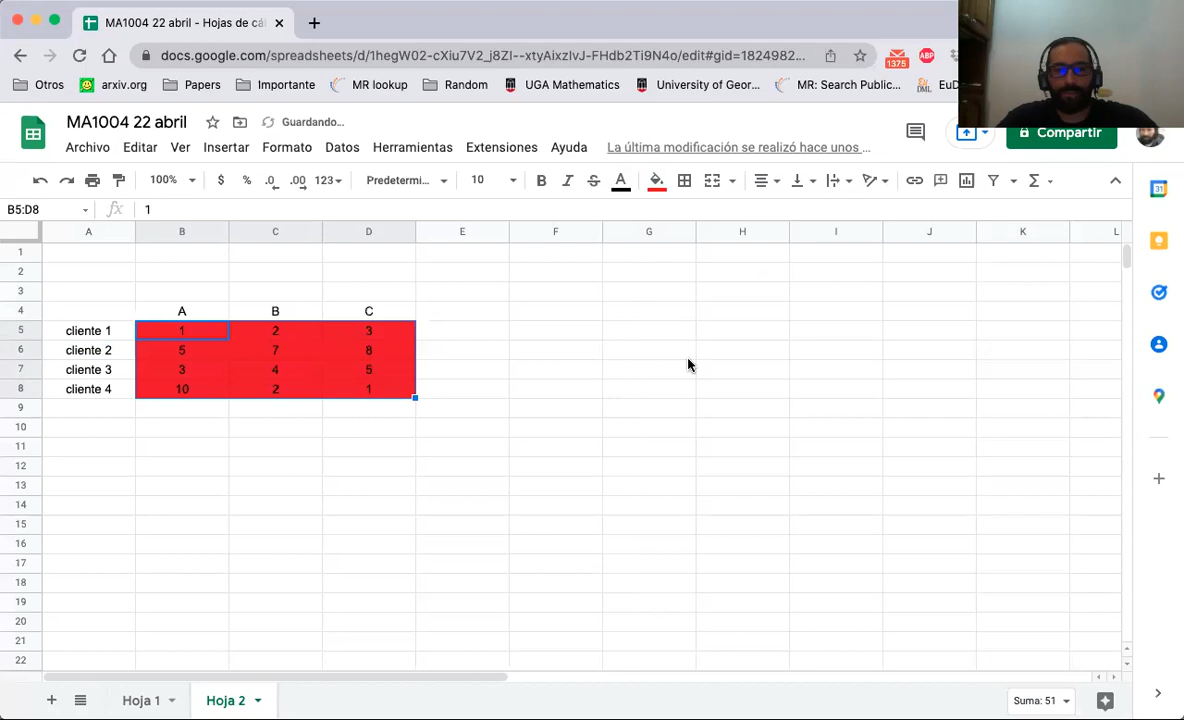 MA1004 22 abril - Hojas de cá
docs.google.com/spreadsheets/d/1hegW02-cXiu7V2_j8ZI--xtyAixzIvJ-FHdb2Ti9N4o/edit#gid=1824982...
1375
ABP
Otros
arxiv.org
Papers
Importante
MR lookup
Random
UGA Mathematics
University of Geor...
MR: Search Public...
EuD
MA1004 22 abril
Guardando...
Compartir
Archivo Editar Ver Insertar Formato Datos Herramientas Extensiones Ayuda La última modificación se realizó hace unos ...
100% $ % .0 .00 123 Predetermi... 10 B I S A
B5:D8 fx 1
A B C D E F G H I J K L
1
2
3
4 A B C
5 cliente 1 1 2 3
6 cliente 2 5 7 8
7 cliente 3 3 4 5
8 cliente 4 10 2 1
9
10
11
12
13
14
15
16
17
18
19
20
21
22
Hoja 1 Hoja 2 Suma: 51
31